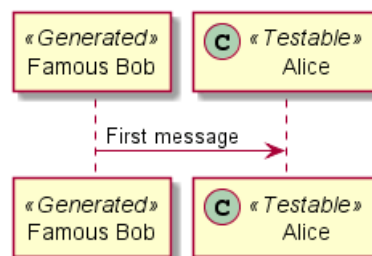 «Generated»
Famous Bob
C «Testable»
Alice
First message
«Generated»
Famous Bob
C «Testable»
Alice